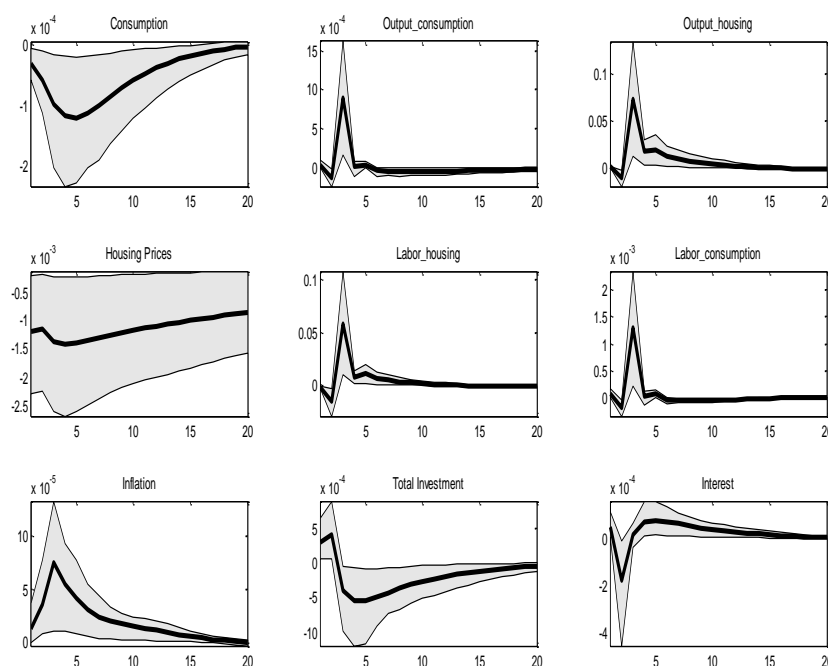 Consumption Output_consumption Output_housing
x 10^-4 x 10^-4
0 -1 -2
15 10 5 0
0.1 0.05 0
5 10 15 20 5 10 15 20 5 10 15 20
Housing Prices Labor_housing Labor_consumption
x 10^-3 x 10^-3
-0.5 -1 -1.5 -2 -2.5
0.1 0.05 0
2 1.5 1 0.5 0
5 10 15 20 5 10 15 20 5 10 15 20
Inflation Total Investment Interest
x 10^-5 x 10^-4 x 10^-4
10 5 0
5 0 -5 -10
0 -2 -4
5 10 15 20 5 10 15 20 5 10 15 20